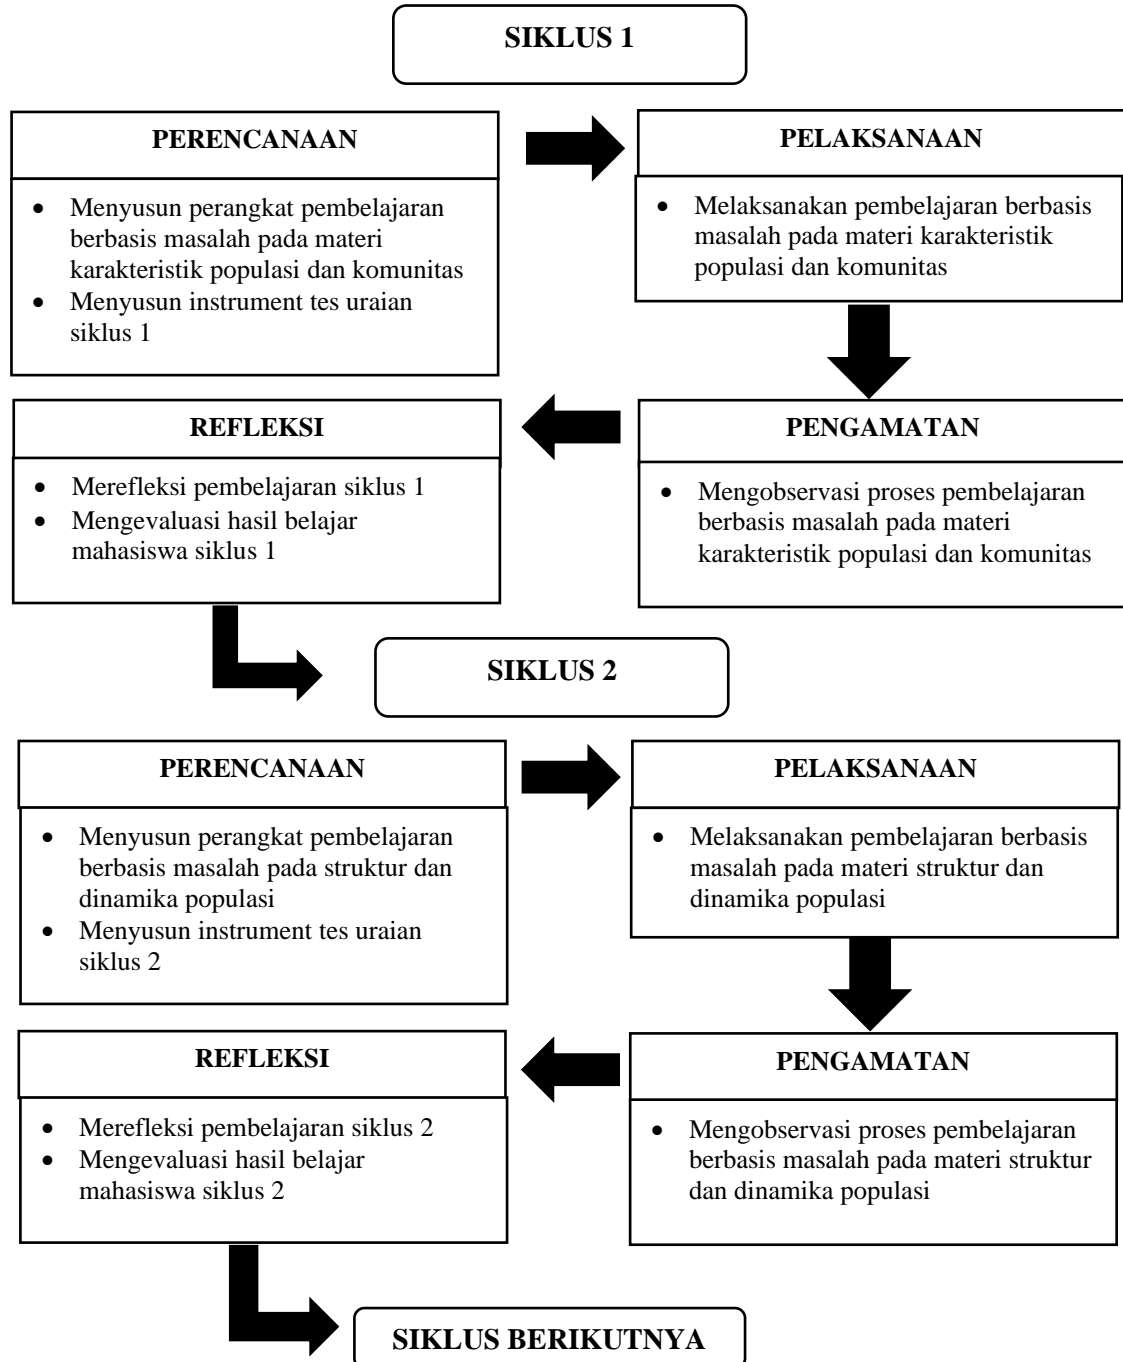 SIKLUS 1
PERENCANAAN
• Menyusun perangkat pembelajaran
berbasis masalah pada materi
karakteristik populasi dan komunitas
• Menyusun instrument tes uraian
siklus 1
PELAKSANAAN
• Melaksanakan pembelajaran berbasis
masalah pada materi karakteristik
populasi dan komunitas
PENGAMATAN
• Mengobservasi proses pembelajaran
berbasis masalah pada materi
karakteristik populasi dan komunitas
REFLEKSI
• Merefleksi pembelajaran siklus 1
• Mengevaluasi hasil belajar
mahasiswa siklus 1
SIKLUS 2
PERENCANAAN
• Menyusun perangkat pembelajaran
berbasis masalah pada struktur dan
dinamika populasi
• Menyusun instrument tes uraian
siklus 2
PELAKSANAAN
• Melaksanakan pembelajaran berbasis
masalah pada materi struktur dan
dinamika populasi
PENGAMATAN
• Mengobservasi proses pembelajaran
berbasis masalah pada materi struktur
dan dinamika populasi
REFLEKSI
• Merefleksi pembelajaran siklus 2
• Mengevaluasi hasil belajar
mahasiswa siklus 2
SIKLUS BERIKUTNYA